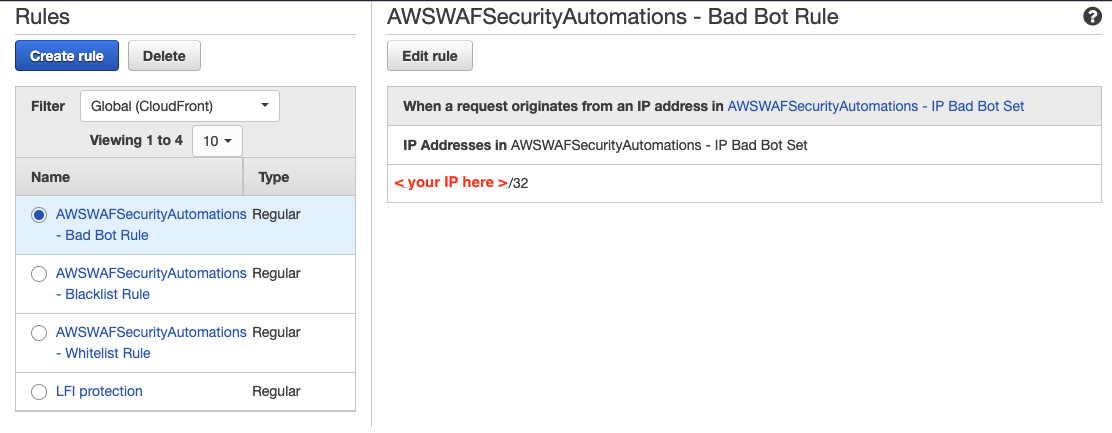 Rules
Create rule
Delete
Filter
Global (CloudFront)
Viewing 1 to 4
10
Name
Type
AWSWAFSecurityAutomations
- Bad Bot Rule
Regular
AWSWAFSecurityAutomations
- Blacklist Rule
Regular
AWSWAFSecurityAutomations
- Whitelist Rule
Regular
LFI protection
Regular
AWSWAFSecurityAutomations - Bad Bot Rule
?
Edit rule
When a request originates from an IP address in AWSWAFSecurityAutomations - IP Bad Bot Set
IP Addresses in AWSWAFSecurityAutomations - IP Bad Bot Set
< your IP here >/32